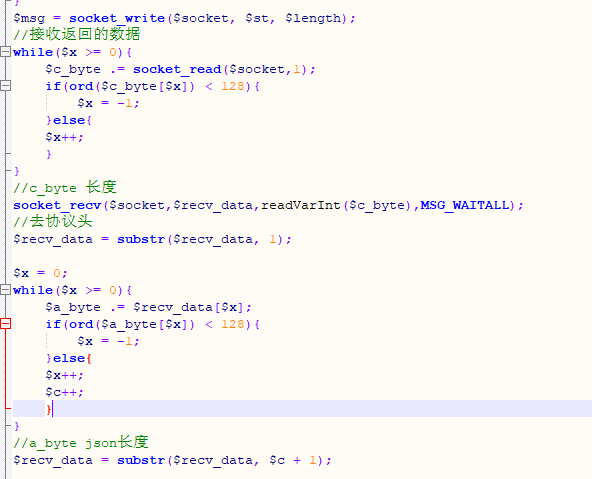 }
$msg = socket_write($socket, $st, $length);
//接收返回的数据
while($x >= 0){
$c_byte .= socket_read($socket,1);
if(ord($c_byte[$x]) < 128){
$x = -1;
}else{
$x++;
}
}
//c_byte 长度
socket_recv($socket,$recv_data,readVarInt($c_byte),MSG_WAITALL);
//去协议头
$recv_data = substr($recv_data, 1);
$x = 0;
while($x >= 0){
$a_byte .= $recv_data[$x];
if(ord($a_byte[$x]) < 128){
$x = -1;
}else{
$x++;
$c++;
}
}
//a_byte json长度
$recv_data = substr($recv_data, $c + 1);